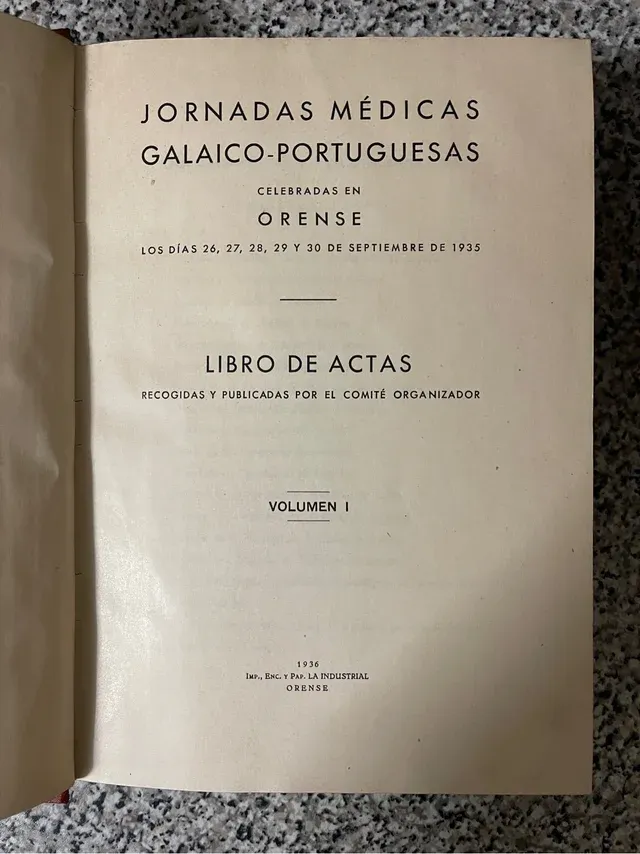 JORNADAS MÉDICAS
GALAICO-PORTUGUESAS
CELEBRADAS EN
ORENSE
LOS DÍAS 26, 27, 28, 29 Y 30 DE SEPTIEMBRE DE 1935
LIBRO DE ACTAS
RECOGIDAS Y PUBLICADAS POR EL COMITÉ ORGANIZADOR
VOLUMEN I
1936
IMP., ENC. Y PAP. LA INDUSTRIAL
ORENSE